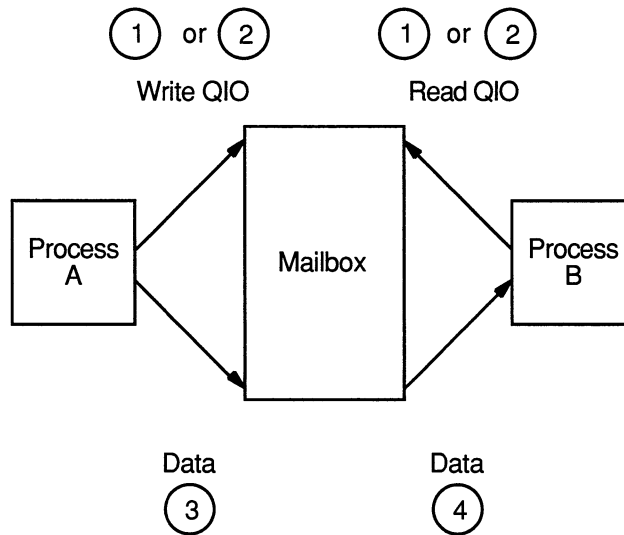 1 or 2 1 or 2
Write QIO Read QIO
Process
A
Mailbox
Process
B
Data Data
3 4